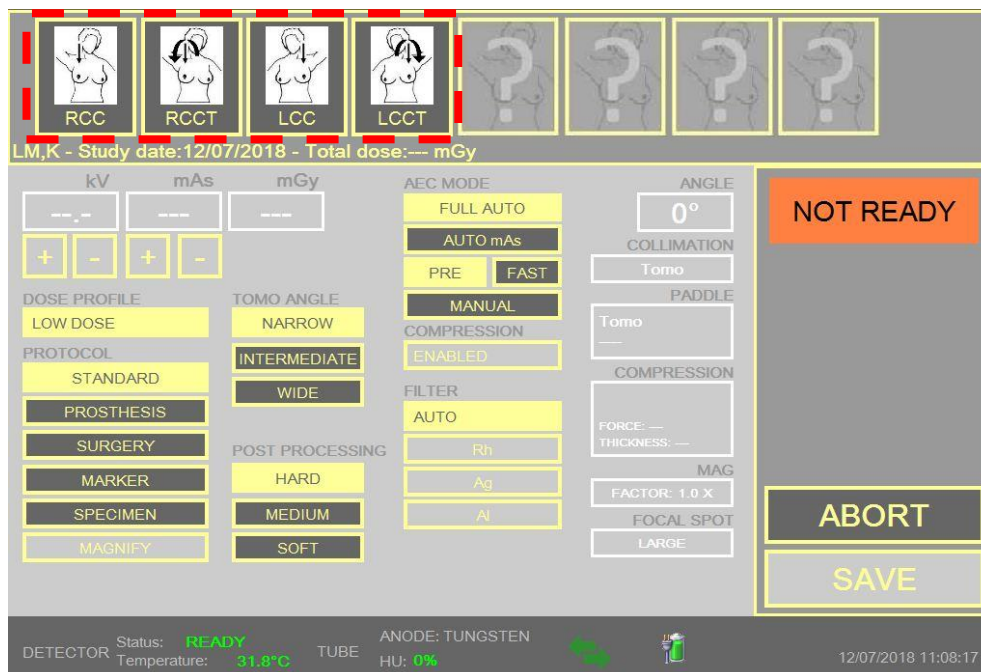 RCC RCCT LCC LCCT ? ? ? ?
LM,K - Study date:12/07/2018 - Total dose:--- mGy
kV mAs mGy
--.- --- ---
+ - + -
DOSE PROFILE
LOW DOSE
PROTOCOL
STANDARD
PROSTHESIS
SURGERY
MARKER
SPECIMEN
MAGNIFY
TOMO ANGLE
NARROW
INTERMEDIATE
WIDE
POST PROCESSING
HARD
MEDIUM
SOFT
AEC MODE
FULL AUTO
AUTO mAs
PRE FAST
MANUAL
COMPRESSION
ENABLED
FILTER
AUTO
Rh
Ag
Al
ANGLE
0°
COLLIMATION
Tomo
PADDLE
Tomo
---
COMPRESSION
FORCE: ---
THICKNESS: ---
MAG
FACTOR: 1.0 X
FOCAL SPOT
LARGE
NOT READY
ABORT
SAVE
DETECTOR
Status: READY
Temperature: 31.8°C
TUBE
ANODE: TUNGSTEN
HU: 0%
12/07/2018 11:08:17